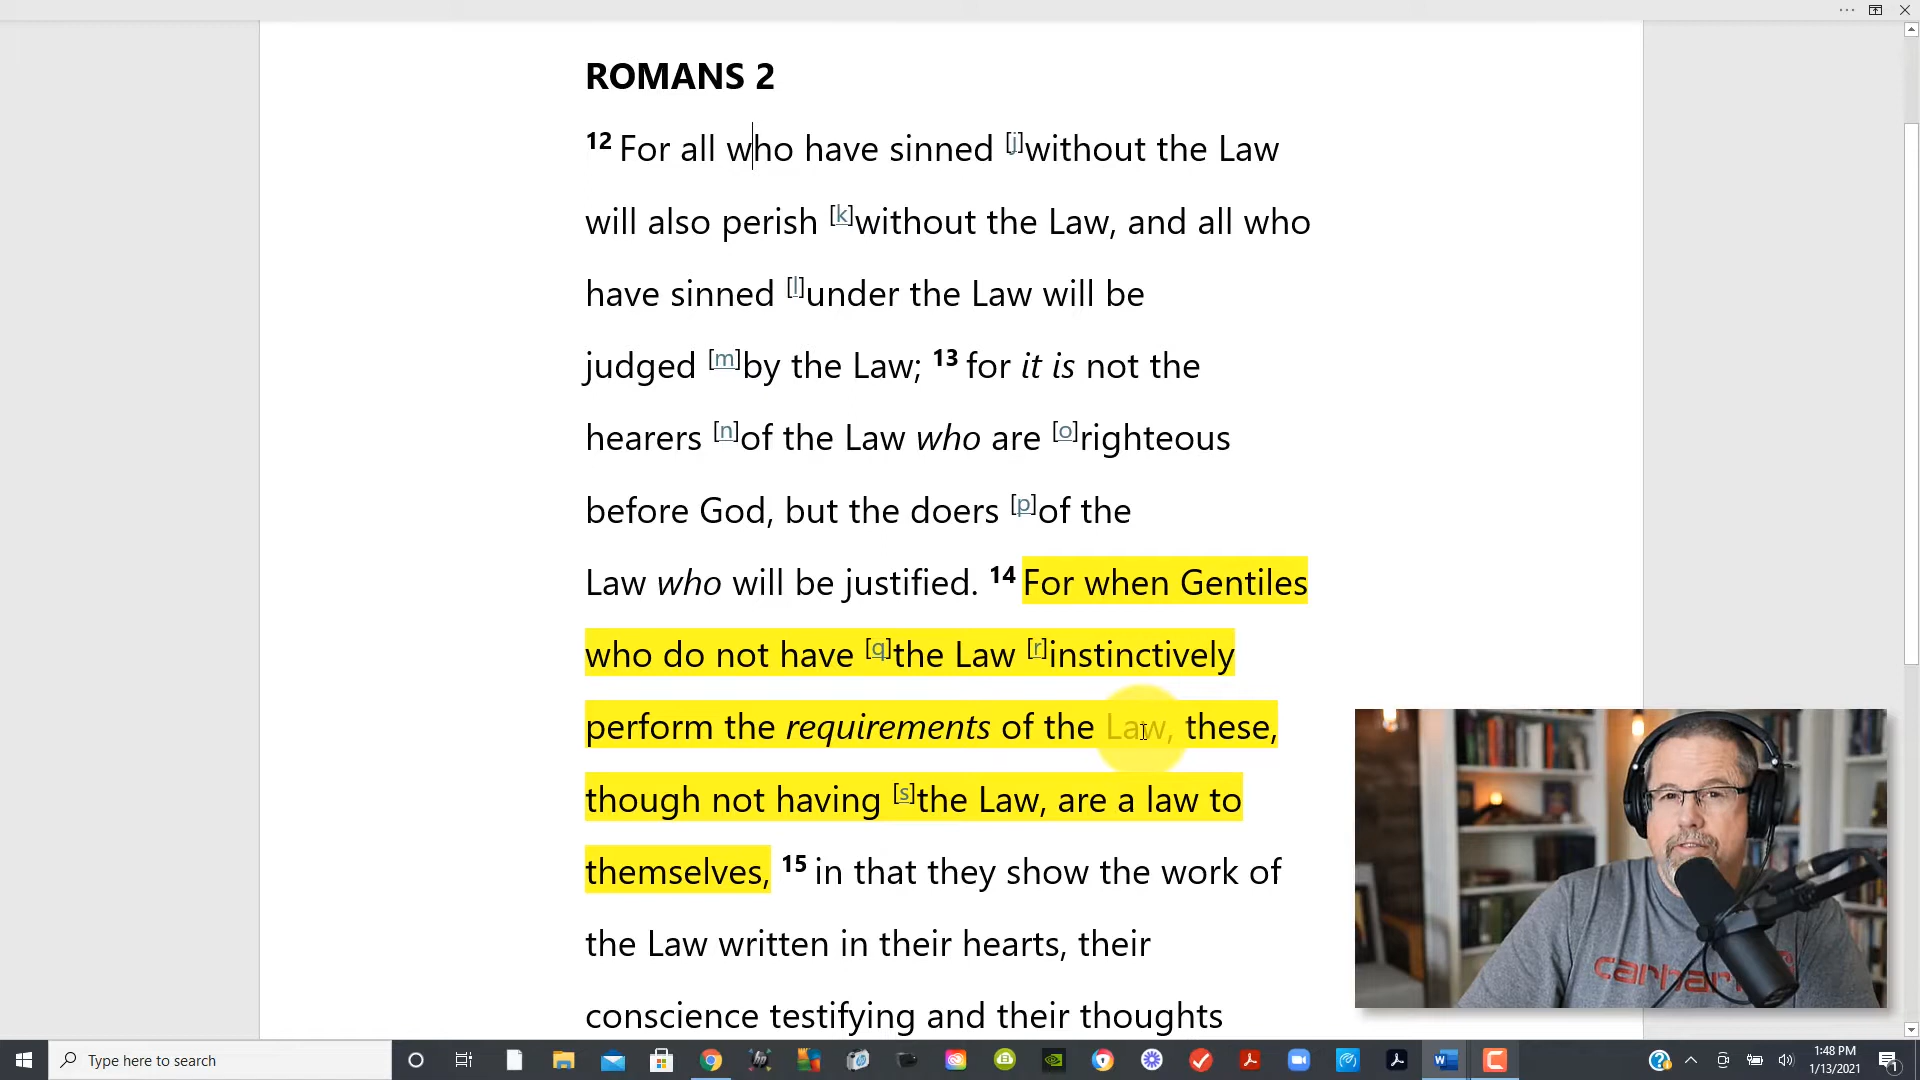 ROMANS 2
12 For all who have sinned [j]without the Law
will also perish [k]without the Law, and all who
have sinned [l]under the Law will be
judged [m]by the Law; 13 for it is not the
hearers [n]of the Law who are [o]righteous
before God, but the doers [p]of the
Law who will be justified. 14 For when Gentiles
who do not have [q]the Law [r]instinctively
perform the requirements of the Law, these,
though not having [s]the Law, are a law to
themselves, 15 in that they show the work of
the Law written in their hearts, their
conscience testifying and their thoughts
carhar
Type here to search
1:48 PM
1/13/2021